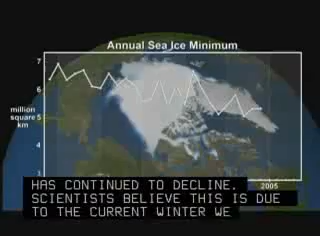 Annual Sea Ice Minimum
7
6
million
square 5
km
4
3
2005
HAS CONTINUED TO DECLINE.
SCIENTISTS BELIEVE THIS IS DUE
TO THE CURRENT WINTER WE